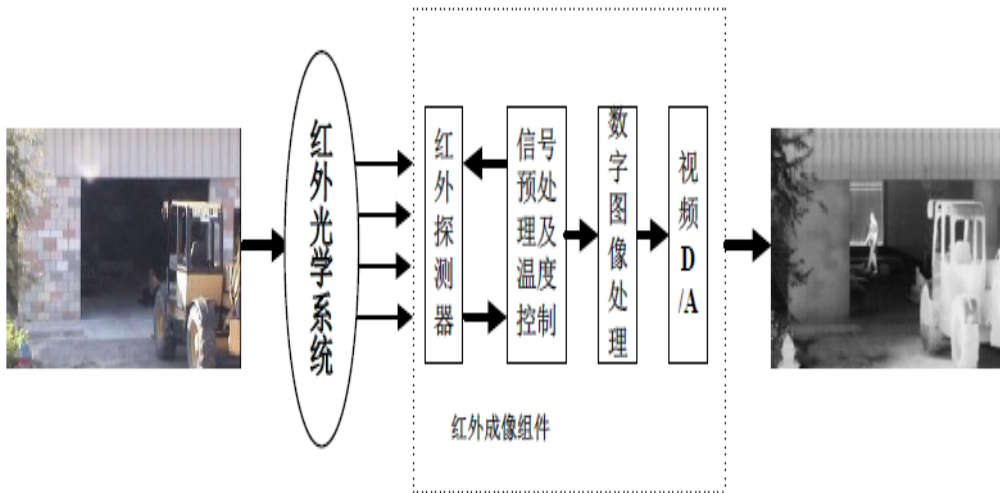 红外光学系统
红外探测器
信号预处理及温度控制
数字图像处理
视频D/A
红外成像组件